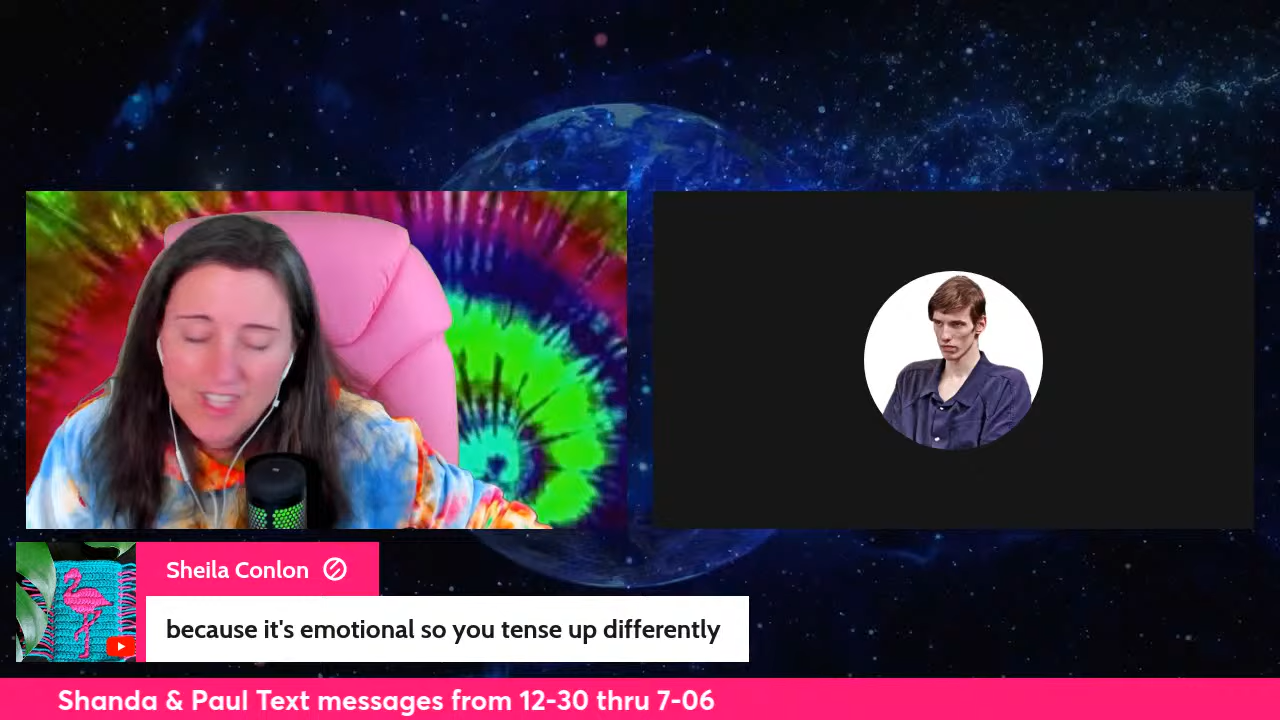 Sheila Conlon
because it's emotional so you tense up differently
Shanda & Paul Text messages from 12-30 thru 7-06